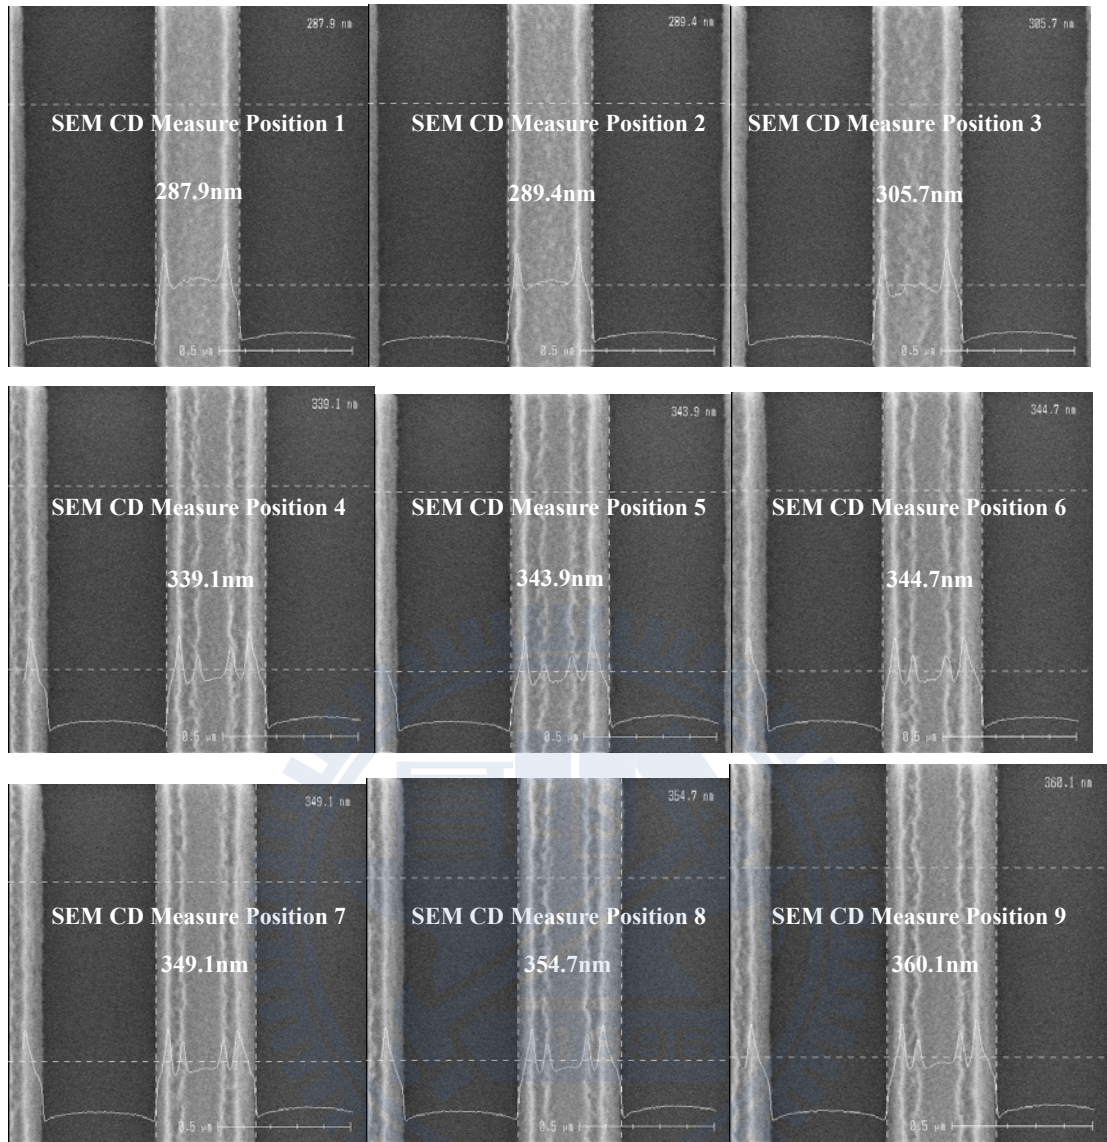 287.9 nm
SEM CD Measure Position 1
287.9nm
0.5 μm
289.4 nm
SEM CD Measure Position 2
289.4nm
0.5 μm
305.7 nm
SEM CD Measure Position 3
305.7nm
0.5 μm
339.1 nm
SEM CD Measure Position 4
339.1nm
0.5 μm
343.9 nm
SEM CD Measure Position 5
343.9nm
0.5 μm
344.7 nm
SEM CD Measure Position 6
344.7nm
0.5 μm
349.1 nm
SEM CD Measure Position 7
349.1nm
0.5 μm
354.7 nm
SEM CD Measure Position 8
354.7nm
0.5 μm
360.1 nm
SEM CD Measure Position 9
360.1nm
0.5 μm